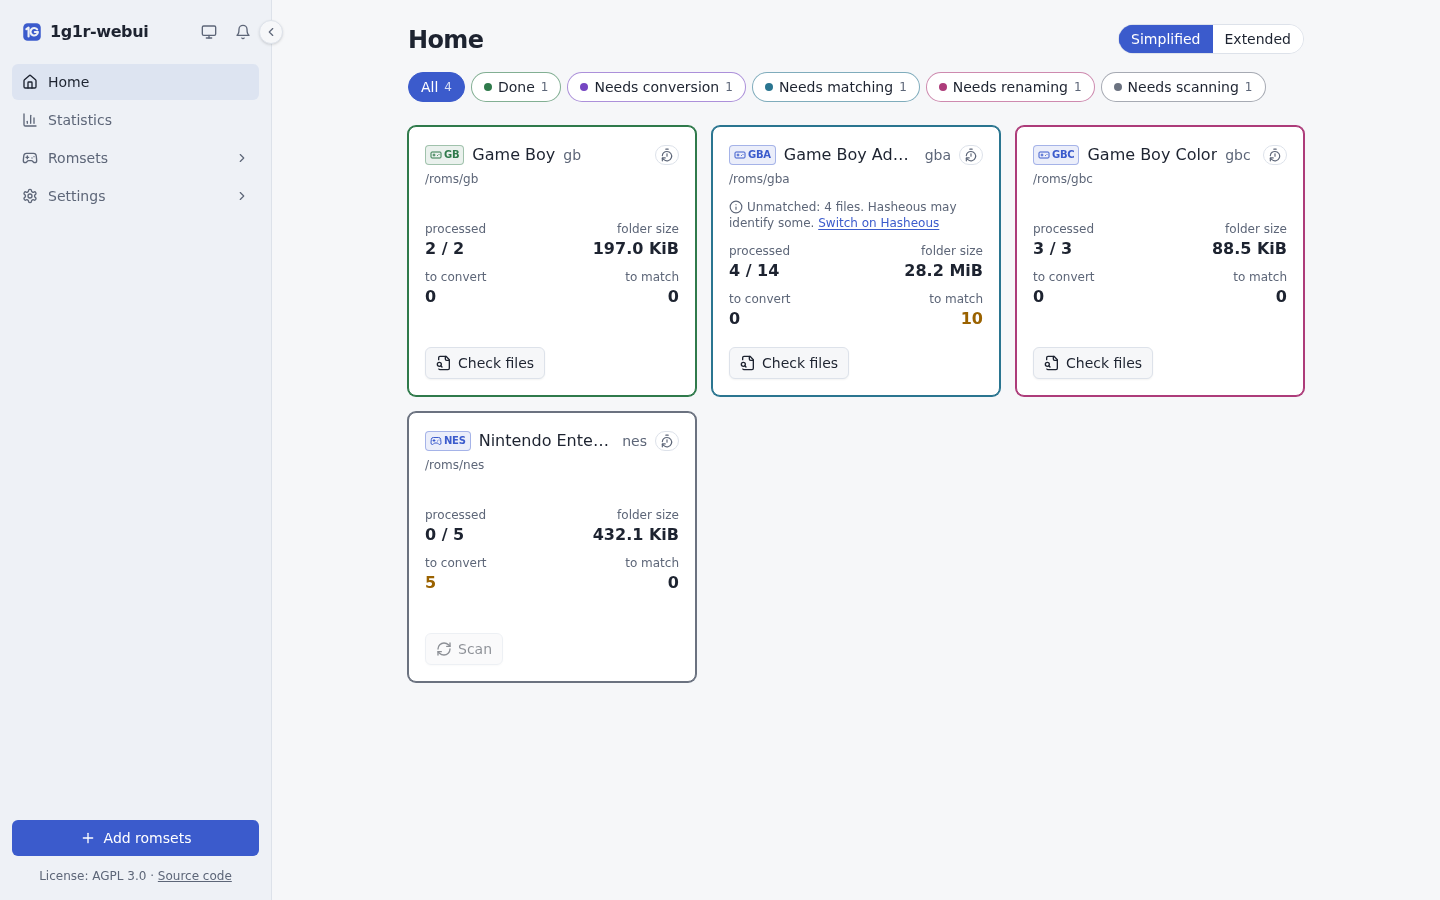 1G 1g1r-webui
Home
Statistics
Romsets
Settings
Add romsets
License: AGPL 3.0 · Source code
Home
Simplified Extended
All 4 Done 1 Needs conversion 1 Needs matching 1 Needs renaming 1 Needs scanning 1
GB Game Boy gb
/roms/gb
processed folder size
2 / 2 197.0 KiB
to convert to match
0 0
Check files
GBA Game Boy Ad... gba
/roms/gba
Unmatched: 4 files. Hasheous may
identify some. Switch on Hasheous
processed folder size
4 / 14 28.2 MiB
to convert to match
0 10
Check files
GBC Game Boy Color gbc
/roms/gbc
processed folder size
3 / 3 88.5 KiB
to convert to match
0 0
Check files
NES Nintendo Ente... nes
/roms/nes
processed folder size
0 / 5 432.1 KiB
to convert to match
5 0
Scan